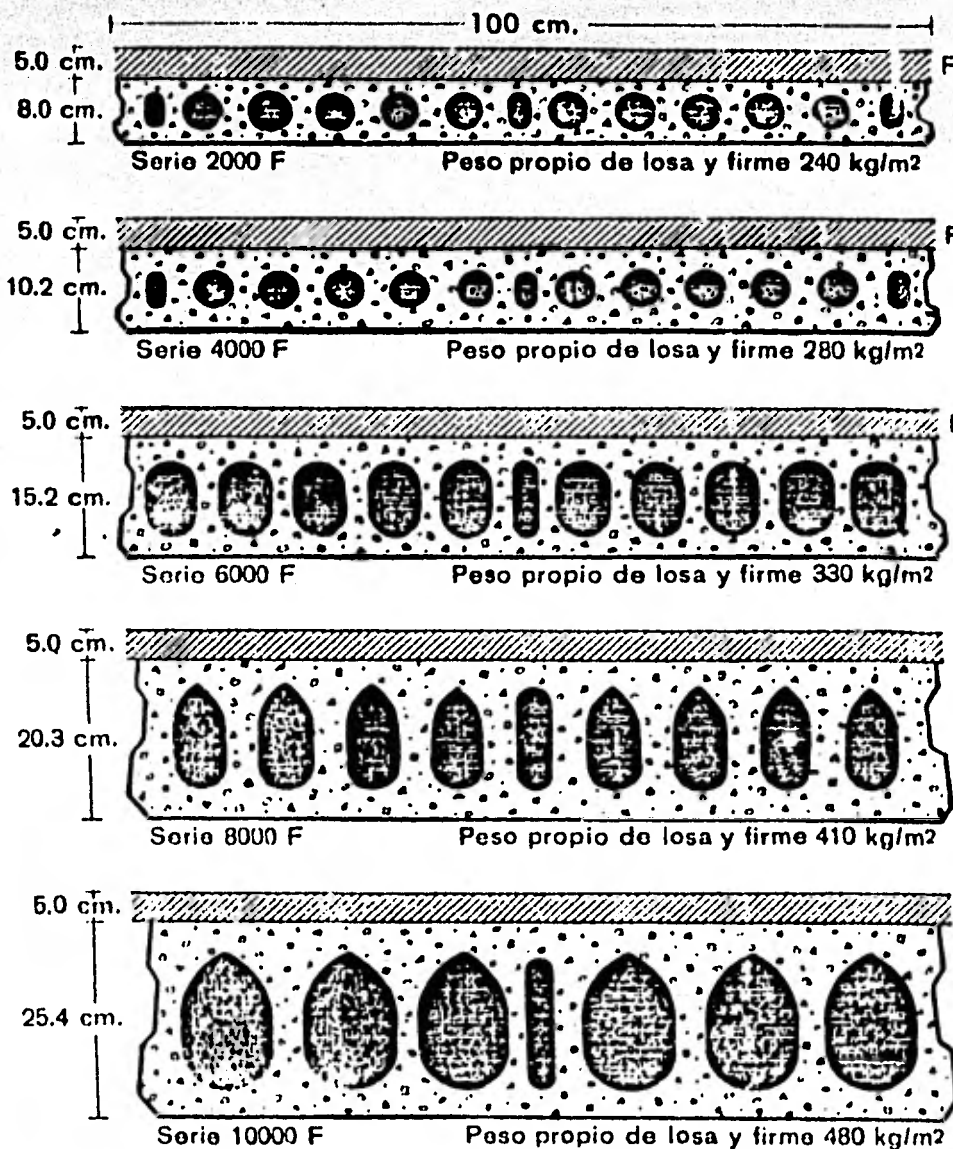 100 cm.
5.0 cm.
F
8.0 cm.
Serie 2000 F Peso propio de losa y firme 240 kg/m2
5.0 cm.
F
10.2 cm.
Serie 4000 F Peso propio de losa y firme 280 kg/m2
5.0 cm.
15.2 cm.
Serie 6000 F Peso propio de losa y firme 330 kg/m2
5.0 cm.
20.3 cm.
Serie 8000 F Peso propio de losa y firme 410 kg/m2
5.0 cm.
25.4 cm.
Serie 10000 F Peso propio de losa y firme 480 kg/m2